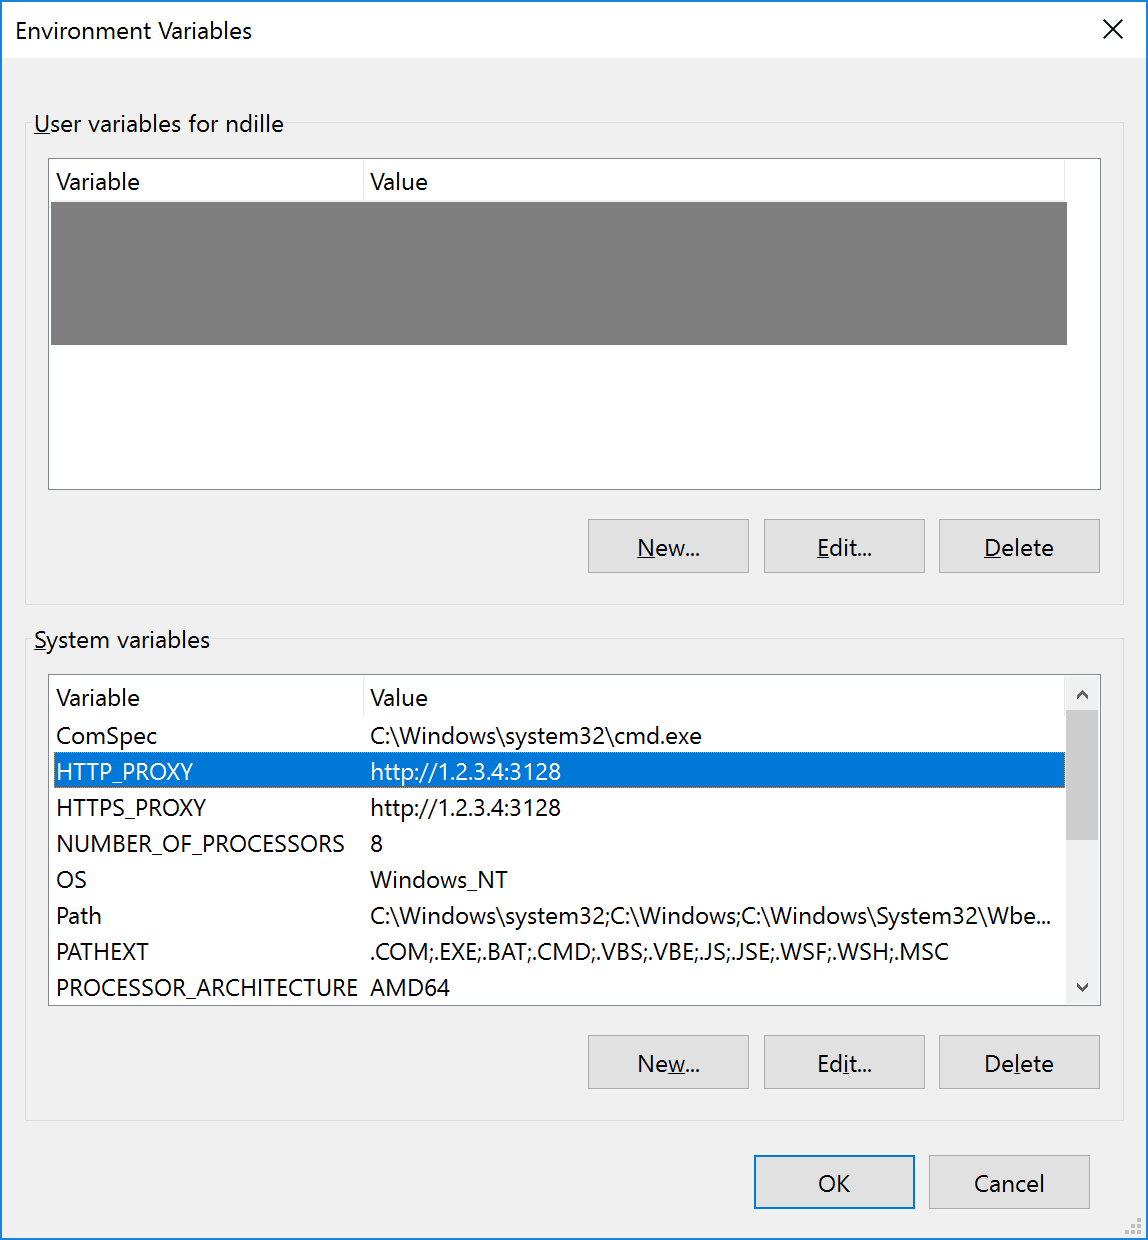 Environment Variables
User variables for ndille
Variable Value
New... Edit... Delete
System variables
Variable Value
ComSpec C:\Windows\system32\cmd.exe
HTTP_PROXY http://1.2.3.4:3128
HTTPS_PROXY http://1.2.3.4:3128
NUMBER_OF_PROCESSORS 8
OS Windows_NT
Path C:\Windows\system32;C:\Windows;C:\Windows\System32\Wbe...
PATHEXT .COM;.EXE;.BAT;.CMD;.VBS;.VBE;.JS;.JSE;.WSF;.WSH;.MSC
PROCESSOR_ARCHITECTURE AMD64
New... Edit... Delete
OK Cancel